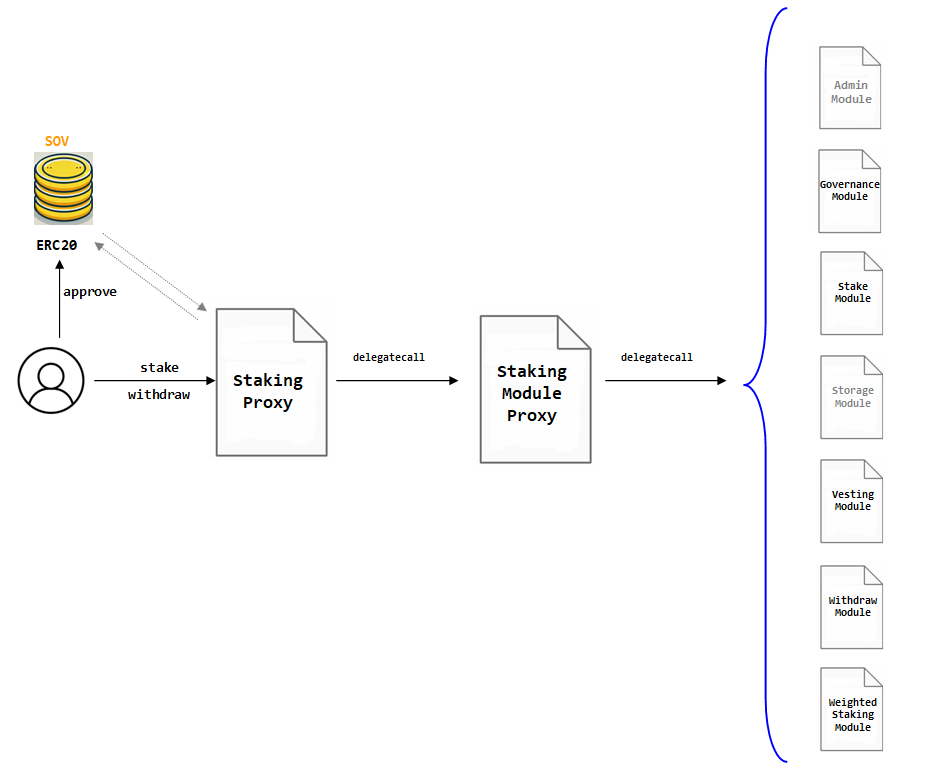 SOV
ERC20
approve
stake
withdraw
Staking
Proxy
delegatecall
Staking
Module
Proxy
delegatecall
Admin
Module
Governance
Module
Stake
Module
Storage
Module
Vesting
Module
Withdraw
Module
Weighted
Staking
Module